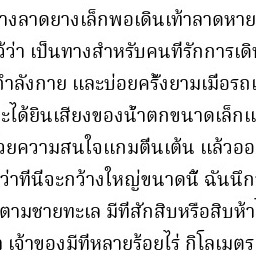 างลาดยางเล็กพอเดินเท้าลาดหาย
ว้ว่า เป็นทางสำหรับคนที่รักการเดิ
กำลังกาย และบ่อยครั้งยามเมื่อรถเ
ะได้ยินเสียงของน้ำตกขนาดเล็กแ
วยความสนใจแกมตื่นเต้น แล้วออ
ว่าที่นี่จะกว้างใหญ่ขนาดนี้ ฉันนึก
ตามชายทะเล มีที่สักสิบหรือสิบห้า
เจ้าของมีที่หลายร้อยไร่ กิโลเมตร